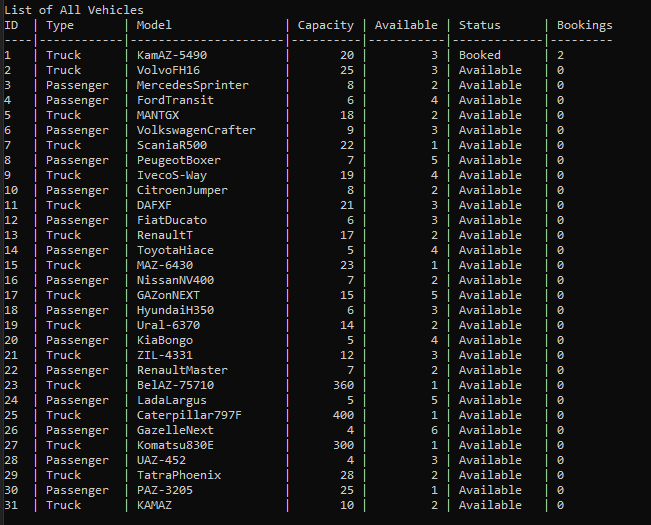 List of All Vehicles
ID  | Type      | Model               | Capacity | Available | Status     | Bookings
----|-----------|---------------------|----------|-----------|------------|---------
1   | Truck     | KamAZ-5490          |       20 |         3 | Booked     | 2
2   | Truck     | VolvoFH16           |       25 |         3 | Available  | 0
3   | Passenger | MercedesSprinter    |        8 |         2 | Available  | 0
4   | Passenger | FordTransit         |        6 |         4 | Available  | 0
5   | Truck     | MANTGX              |       18 |         2 | Available  | 0
6   | Passenger | VolkswagenCrafter   |        9 |         3 | Available  | 0
7   | Truck     | ScaniaR500          |       22 |         1 | Available  | 0
8   | Passenger | PeugeotBoxer        |        7 |         5 | Available  | 0
9   | Truck     | IvecoS-Way          |       19 |         4 | Available  | 0
10  | Passenger | CitroenJumper       |        8 |         2 | Available  | 0
11  | Truck     | DAFXF               |       21 |         3 | Available  | 0
12  | Passenger | FiatDucato          |        6 |         3 | Available  | 0
13  | Truck     | RenaultT            |       17 |         2 | Available  | 0
14  | Passenger | ToyotaHiace         |        5 |         4 | Available  | 0
15  | Truck     | MAZ-6430            |       23 |         1 | Available  | 0
16  | Passenger | NissanNV400         |        7 |         2 | Available  | 0
17  | Truck     | GAZonNEXT           |       15 |         5 | Available  | 0
18  | Passenger | HyundaiH350         |        6 |         3 | Available  | 0
19  | Truck     | Ural-6370           |       14 |         2 | Available  | 0
20  | Passenger | KiaBongo            |        5 |         4 | Available  | 0
21  | Truck     | ZIL-4331            |       12 |         3 | Available  | 0
22  | Passenger | RenaultMaster       |        7 |         2 | Available  | 0
23  | Truck     | BelAZ-75710         |      360 |         1 | Available  | 0
24  | Passenger | LadaLargus          |        5 |         5 | Available  | 0
25  | Truck     | Caterpillar797F     |      400 |         1 | Available  | 0
26  | Passenger | GazelleNext         |        4 |         6 | Available  | 0
27  | Truck     | Komatsu830E         |      300 |         1 | Available  | 0
28  | Passenger | UAZ-452             |        4 |         3 | Available  | 0
29  | Truck     | TatraPhoenix        |       28 |         2 | Available  | 0
30  | Passenger | PAZ-3205            |       25 |         1 | Available  | 0
31  | Truck     | KAMAZ               |       10 |         2 | Available  | 0